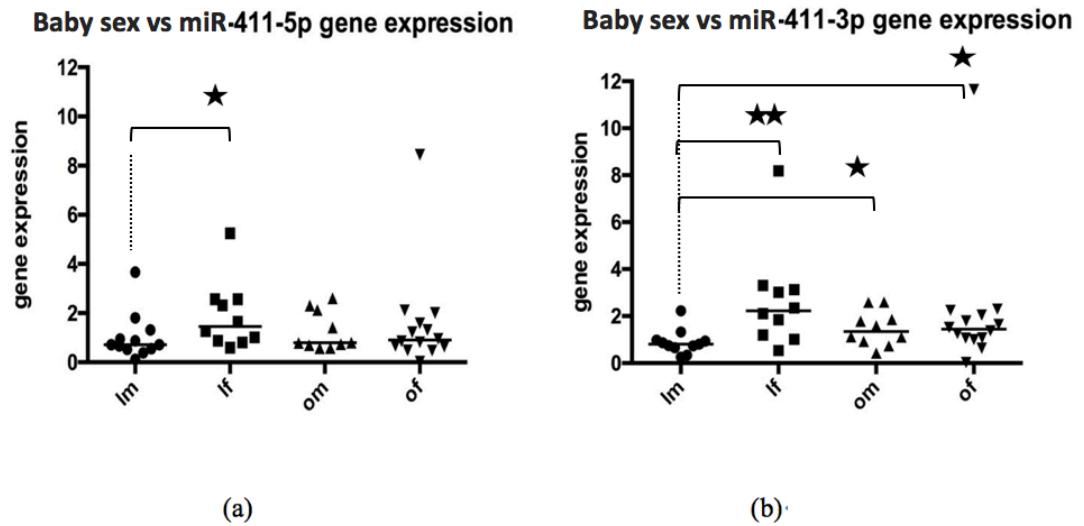 Baby sex vs miR-411-5p gene expression
12
10
8
6
4
2
0
gene expression
lm
lf
om
of
(a)
Baby sex vs miR-411-3p gene expression
12
10
8
6
4
2
0
gene expression
lm
lf
om
of
(b)